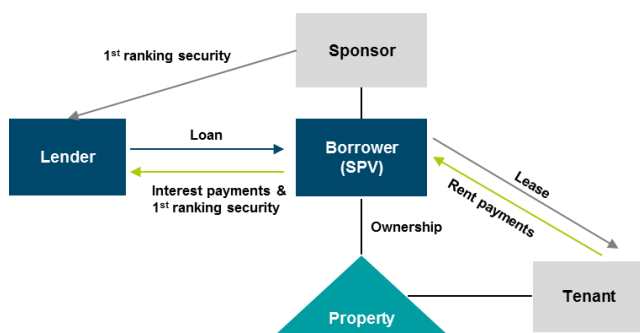 Sponsor
1st ranking security
Lender
Loan
Borrower
(SPV)
Interest payments &
1st ranking security
Lease
Rent payments
Ownership
Property
Tenant